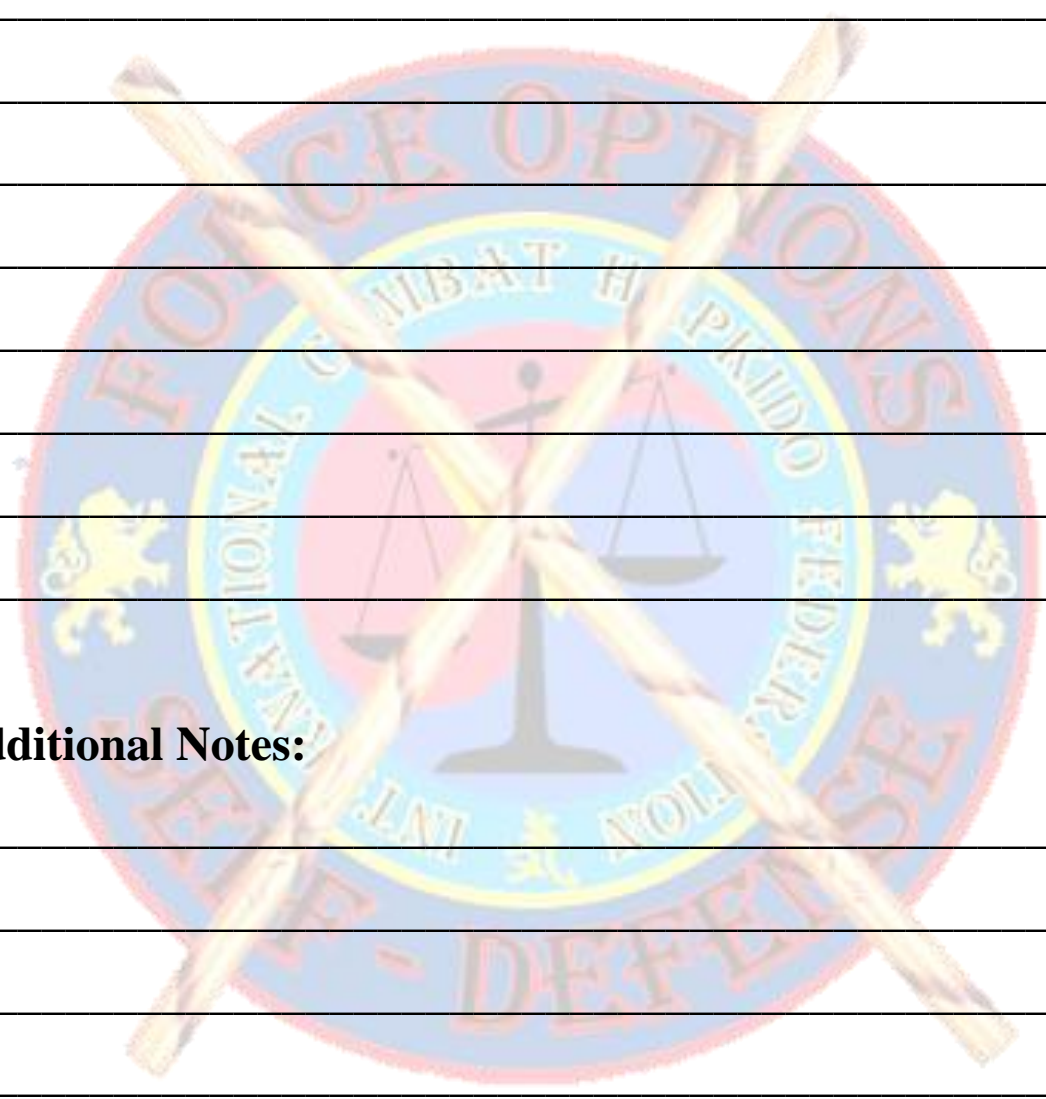 FORCE OPTIONS
INTERNATIONAL COMBAT HAPKIDO FEDERATION
dditional Notes:
SELF - DEFENSE